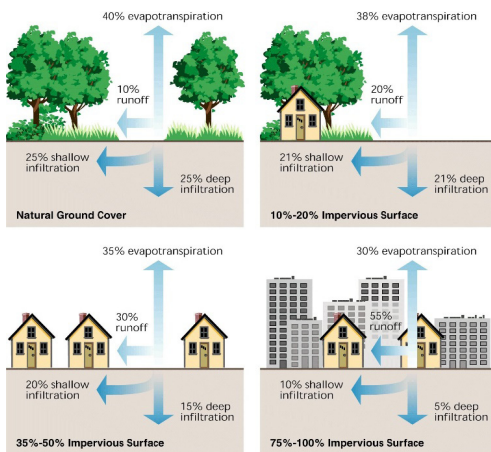 40% evapotranspiration
10%
runoff
25% shallow
infiltration
25% deep
infiltration
Natural Ground Cover
38% evapotranspiration
20%
runoff
21% shallow
infiltration
21% deep
infiltration
10%-20% Impervious Surface
35% evapotranspiration
30%
runoff
20% shallow
infiltration
15% deep
infiltration
35%-50% Impervious Surface
30% evapotranspiration
55%
runoff
10% shallow
infiltration
5% deep
infiltration
75%-100% Impervious Surface